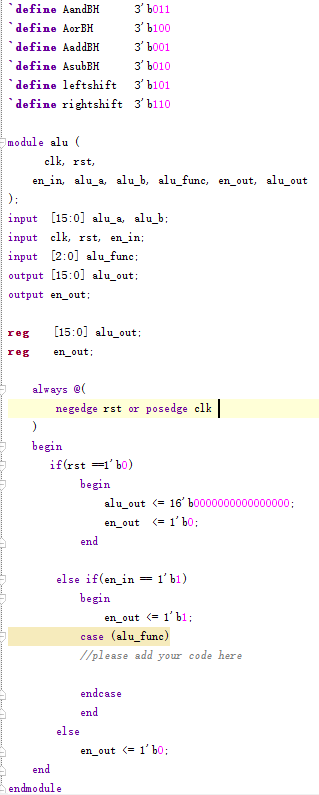 `define AandBH 3'b011
`define AorBH 3'b100
`define AaddBH 3'b001
`define AsubBH 3'b010
`define leftshift 3'b101
`define rightshift 3'b110
module alu (
clk, rst,
en_in, alu_a, alu_b, alu_func, en_out, alu_out
);
input [15:0] alu_a, alu_b;
input clk, rst, en_in;
input [2:0] alu_func;
output [15:0] alu_out;
output en_out;
reg [15:0] alu_out;
reg en_out;
always @(
negedge rst or posedge clk
)
begin
if(rst ==1'b0)
begin
alu_out <= 16'b0000000000000000;
en_out <= 1'b0;
end
else if(en_in == 1'b1)
begin
en_out <= 1'b1;
case (alu_func)
//please add your code here
endcase
end
else
en_out <= 1'b0;
end
endmodule